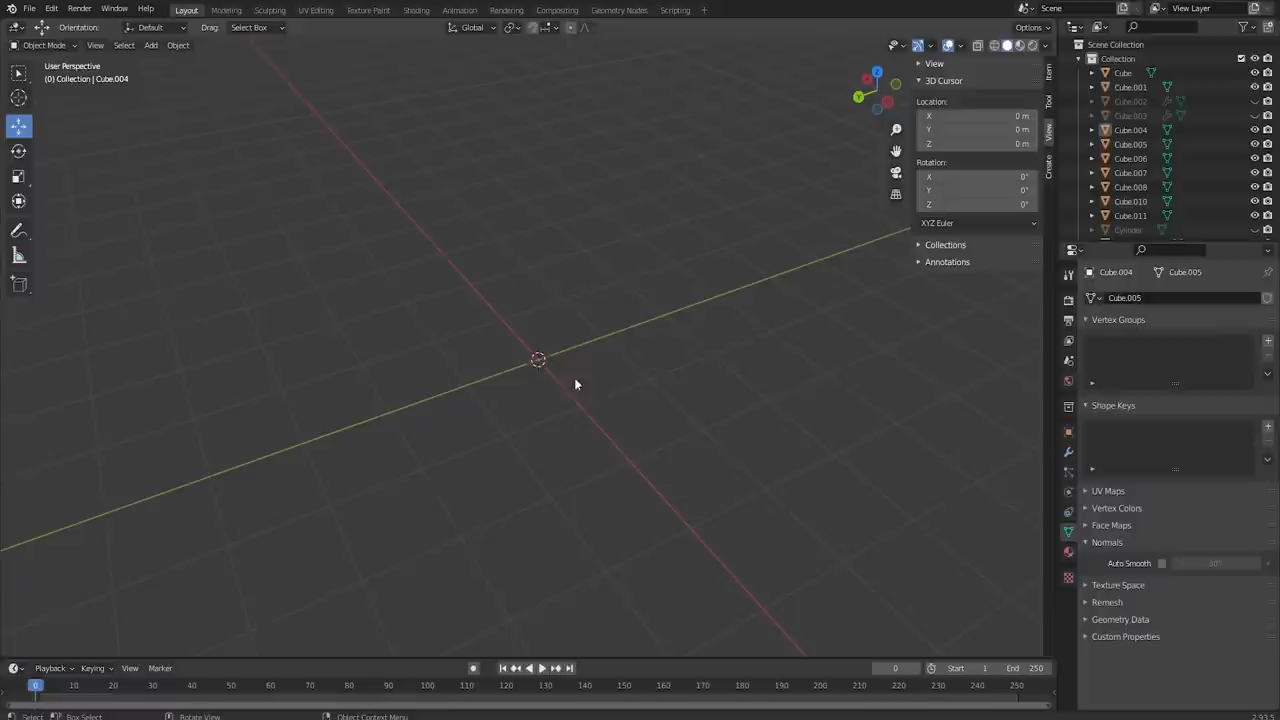 File Edit Render Window Help Layout Modeling Sculpting UV Editing Texture Paint Shading Animation Rendering Compositing Geometry Nodes Scripting + Scene View Layer
Orientation: Default Drag: Select Box Global Options
Object Mode View Select Add Object
User Perspective
(0) Collection | Cube.004
Z
Y
View
3D Cursor
Location:
X 0 m
Y 0 m
Z 0 m
Rotation:
X 0°
Y 0°
Z 0°
XYZ Euler
Collections
Annotations
Item
Tool
View
Create
Scene Collection
Collection
Cube
Cube.001
Cube.002
Cube.003
Cube.004
Cube.005
Cube.006
Cube.007
Cube.008
Cube.010
Cube.011
Cylinder
Cube.004 Cube.005
Cube.005
Vertex Groups
Shape Keys
UV Maps
Vertex Colors
Face Maps
Normals
Auto Smooth 30°
Texture Space
Remesh
Geometry Data
Custom Properties
Playback Keying View Marker 0 Start 1 End 250
0 10 20 30 40 50 60 70 80 90 100 110 120 130 140 150 160 170 180 190 200 210 220 230 240 250
Select Box Select Rotate View Object Context Menu 2.93.5